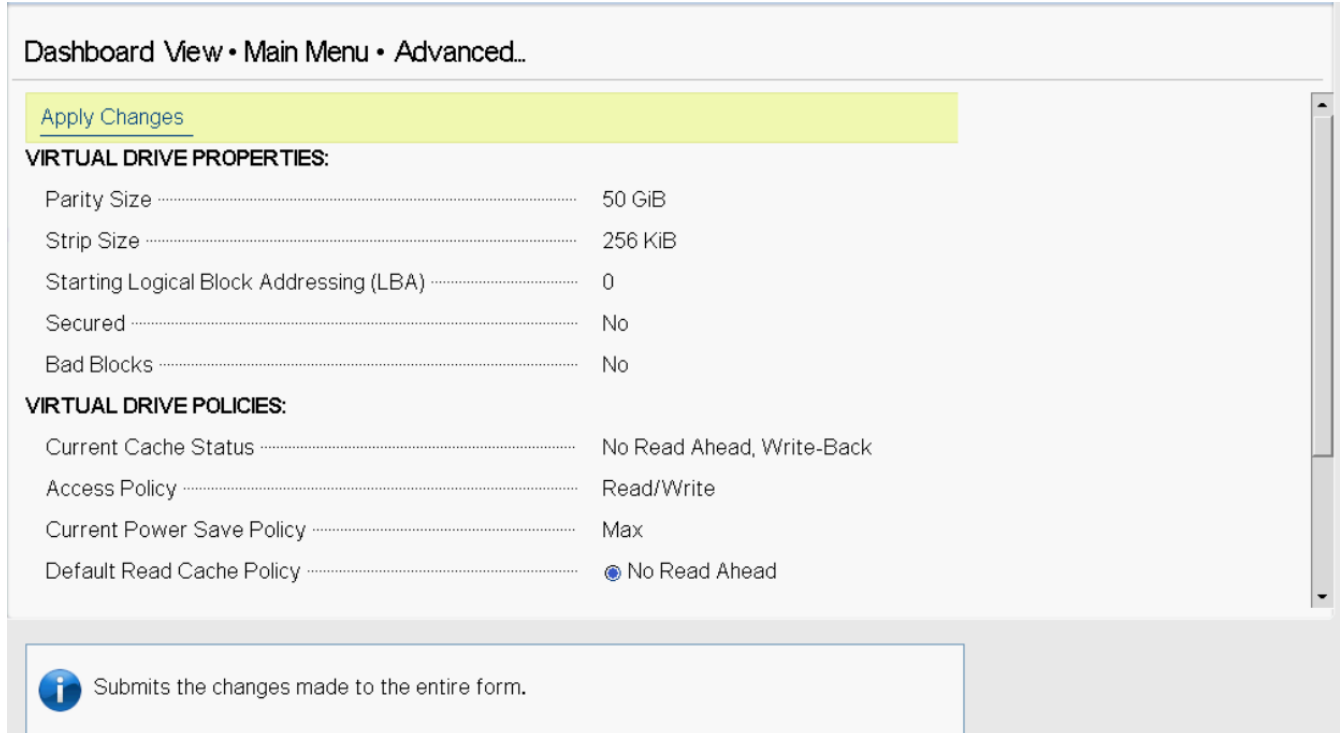 Dashboard View • Main Menu • Advanced...
Apply Changes
VIRTUAL DRIVE PROPERTIES:
Parity Size 50 GiB
Strip Size 256 KiB
Starting Logical Block Addressing (LBA) 0
Secured No
Bad Blocks No
VIRTUAL DRIVE POLICIES:
Current Cache Status No Read Ahead, Write-Back
Access Policy Read/Write
Current Power Save Policy Max
Default Read Cache Policy No Read Ahead
Submits the changes made to the entire form.